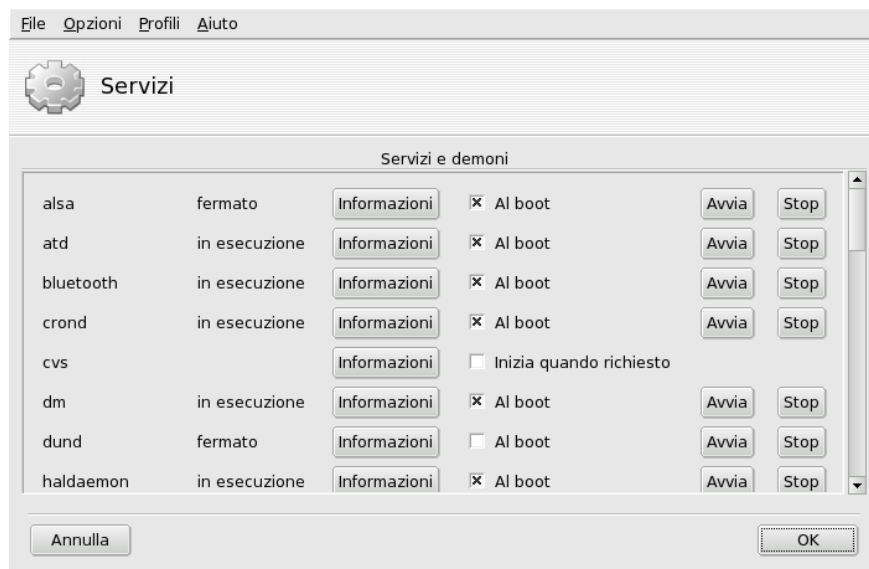 File Opzioni Profili Aiuto
Servizi
Servizi e demoni
alsa fermato Informazioni Al boot Avvia Stop
atd in esecuzione Informazioni Al boot Avvia Stop
bluetooth in esecuzione Informazioni Al boot Avvia Stop
crond in esecuzione Informazioni Al boot Avvia Stop
cvs Informazioni Inizia quando richiesto
dm in esecuzione Informazioni Al boot Avvia Stop
dund fermato Informazioni Al boot Avvia Stop
haldaemon in esecuzione Informazioni Al boot Avvia Stop
Annulla OK